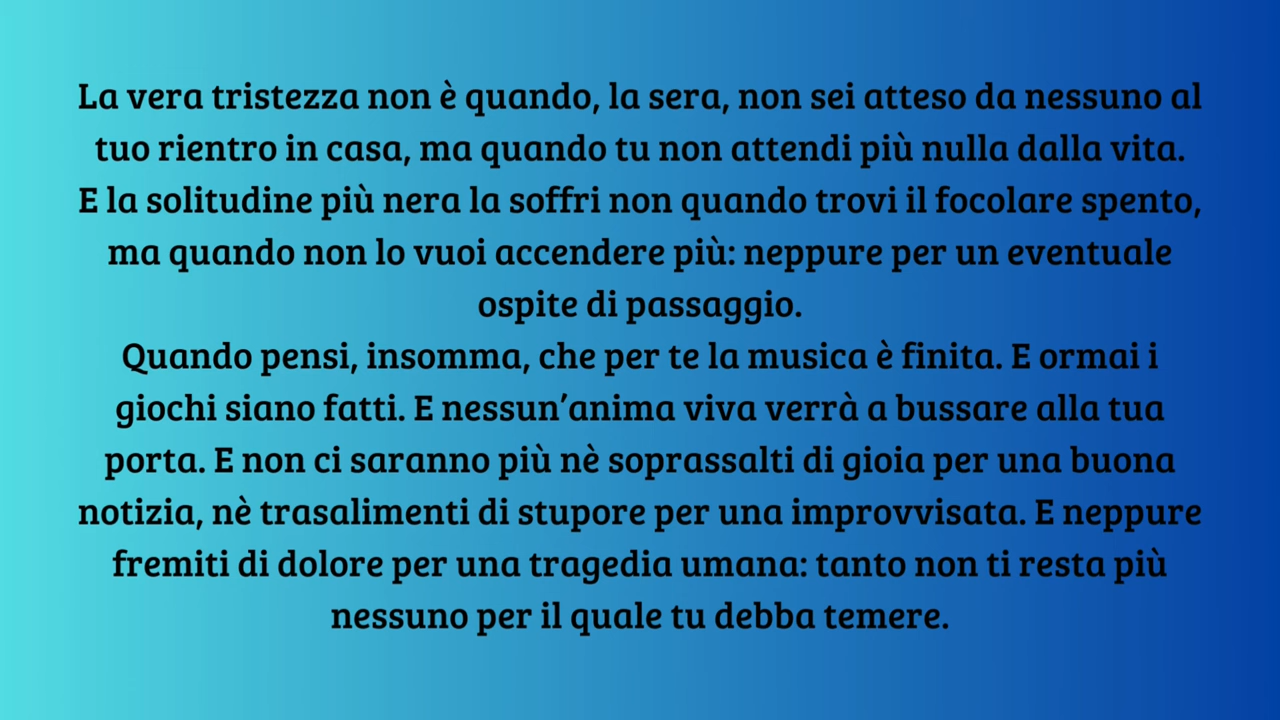 La vera tristezza non è quando, la sera, non sei atteso da nessuno al
tuo rientro in casa, ma quando tu non attendi più nulla dalla vita.
E la solitudine più nera la soffri non quando trovi il focolare spento,
ma quando non lo vuoi accendere più: neppure per un eventuale
ospite di passaggio.
Quando pensi, insomma, che per te la musica è finita. E ormai i
giochi siano fatti. E nessun’anima viva verrà a bussare alla tua
porta. E non ci saranno più nè soprassalti di gioia per una buona
notizia, nè trasalimenti di stupore per una improvvisata. E neppure
fremiti di dolore per una tragedia umana: tanto non ti resta più
nessuno per il quale tu debba temere.